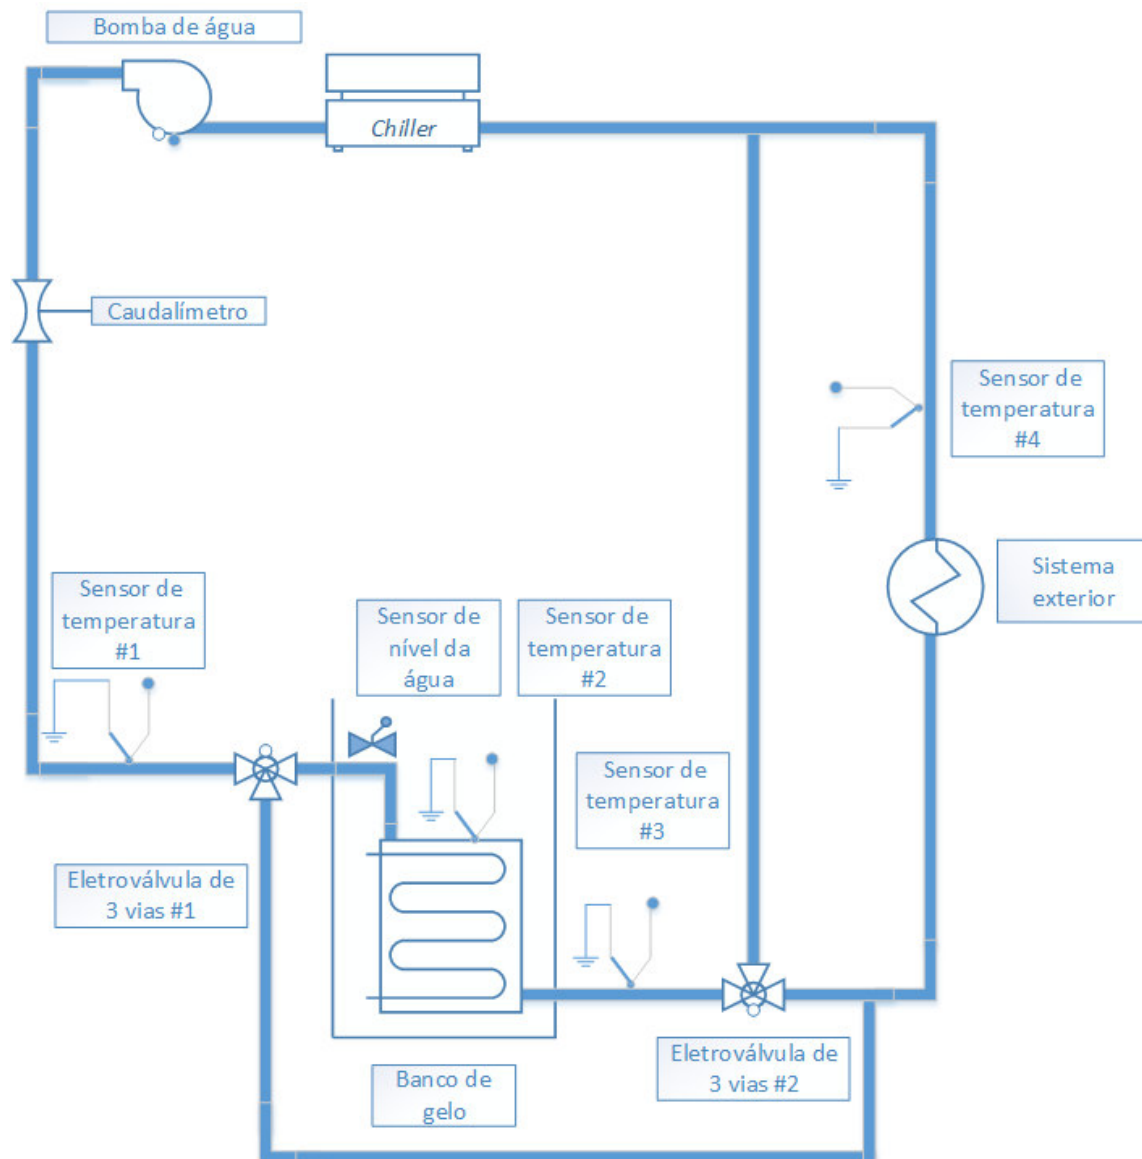 Bomba de água
Chiller
Caudalímetro
Sensor de
temperatura
#4
Sistema
exterior
Sensor de
temperatura
#1
Sensor de
nível da
água
Sensor de
temperatura
#2
Sensor de
temperatura
#3
Eletroválvula de
3 vias #1
Eletroválvula de
3 vias #2
Banco de
gelo